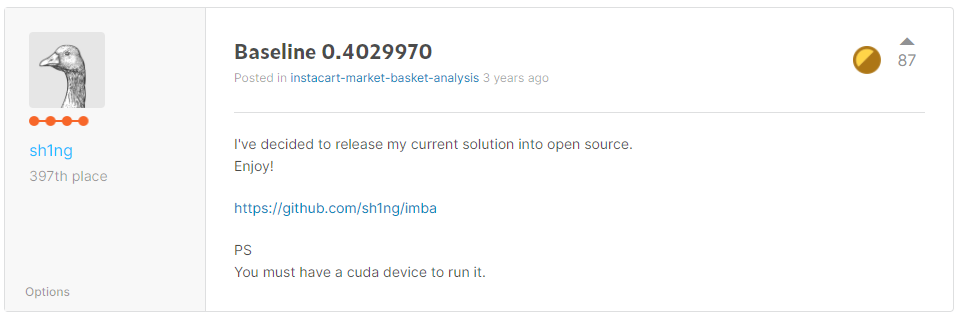 sh1ng
397th place
Options
Baseline 0.4029970
Posted in instacart-market-basket-analysis 3 years ago
87
I've decided to release my current solution into open source.
Enjoy!
https://github.com/sh1ng/imba
PS
You must have a cuda device to run it.